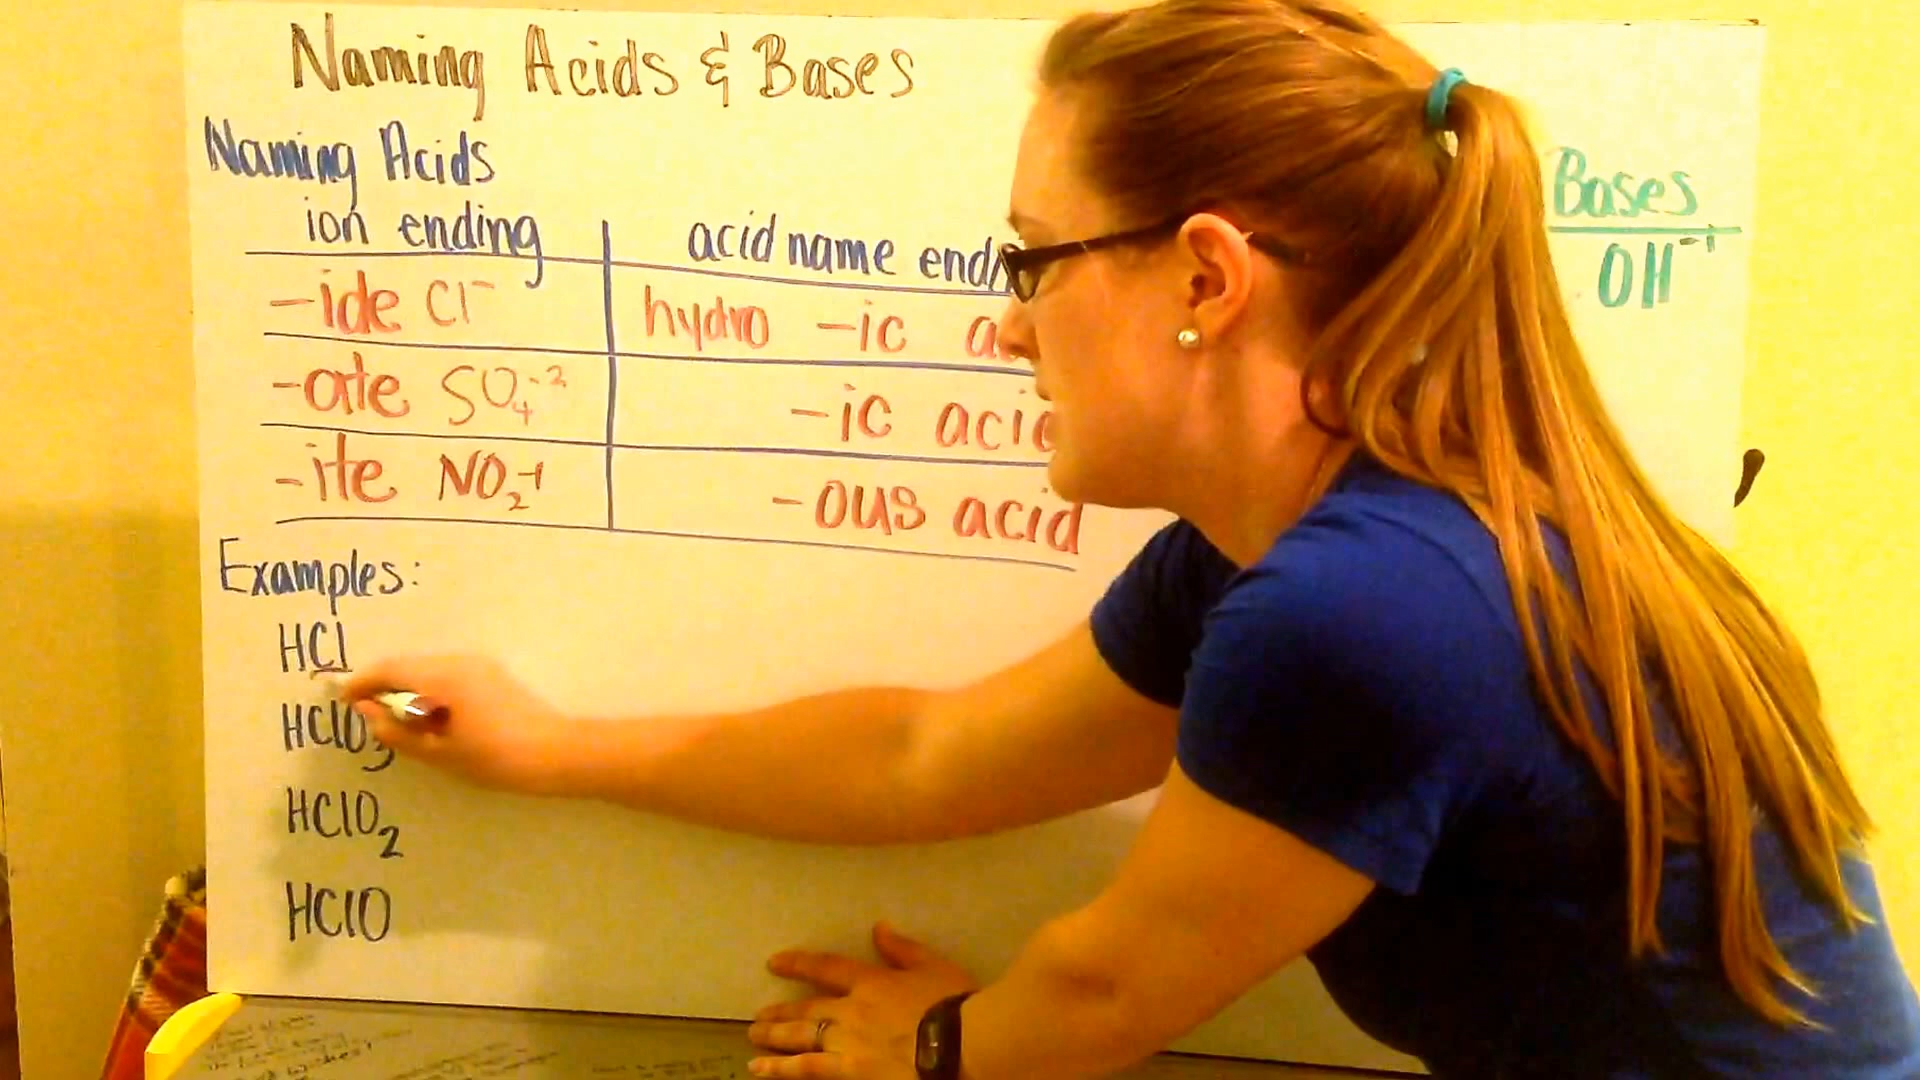 Naming Acids & Bases
Naming Acids
ion ending acid name end
-ide Cl⁻ hydro -ic a
-ate SO₄⁻² -ic acid
-ite NO₂⁻¹ -ous acid
Examples:
HCl
HClO₃
HClO₂
HClO
Bases
OH⁻¹